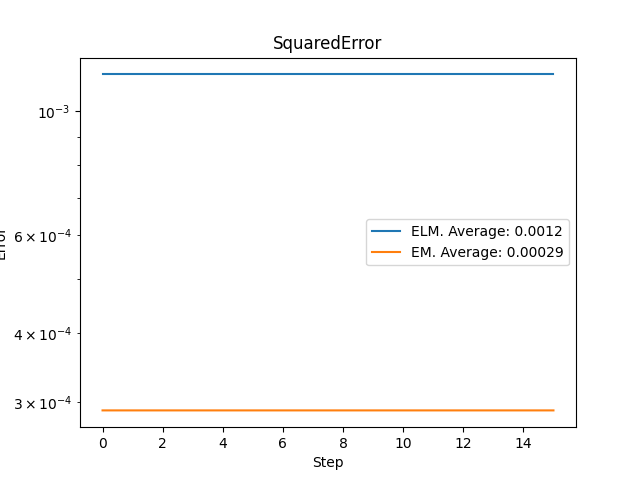 SquaredError
10⁻³
6 × 10⁻⁴
4 × 10⁻⁴
3 × 10⁻⁴
Error
ELM. Average: 0.0012
EM. Average: 0.00029
0 2 4 6 8 10 12 14
Step